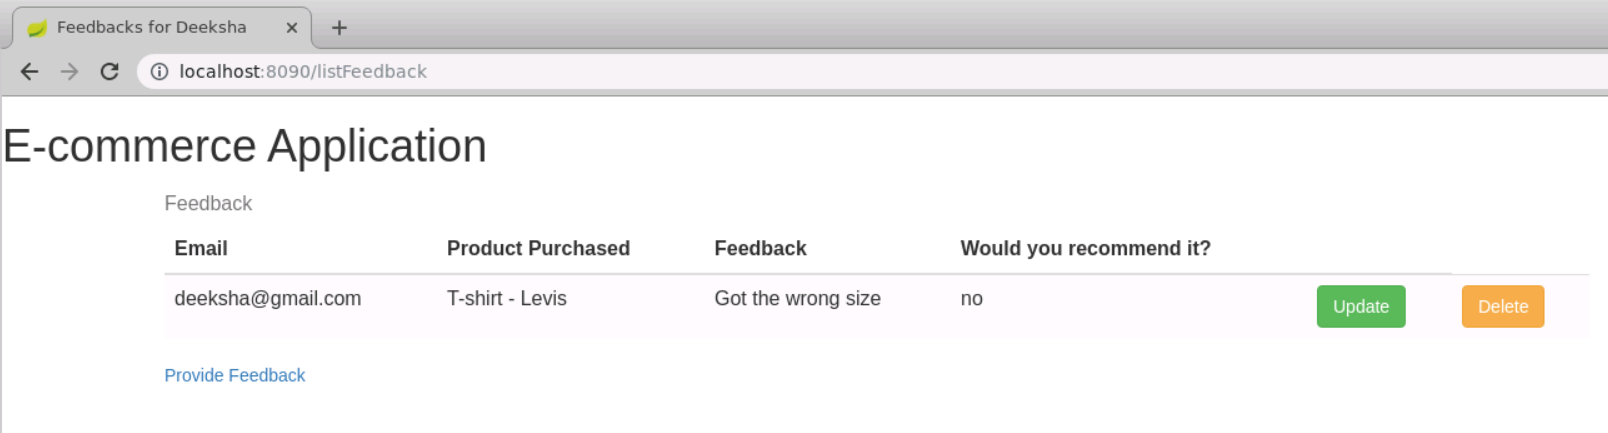 Feedbacks for Deeksha
localhost:8090/listFeedback
E-commerce Application
Feedback
Email Product Purchased Feedback Would you recommend it?
deeksha@gmail.com T-shirt - Levis Got the wrong size no Update Delete
Provide Feedback